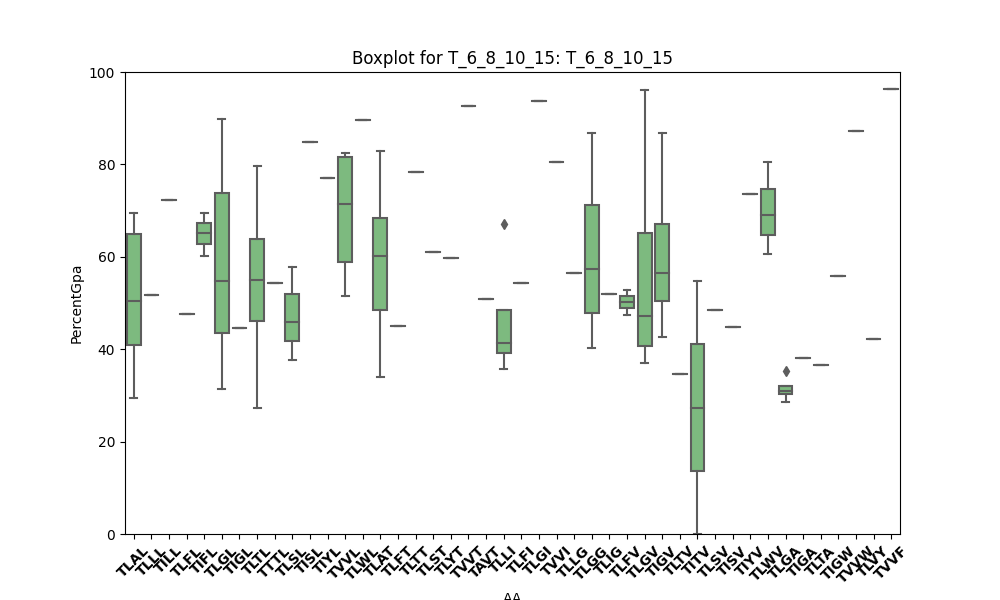 Boxplot for T_6_8_10_15: T_6_8_10_15
100
80
60
40
20
0
PercentGpa
TLAL TLLL TILL TLFL TIFL TLGL TIGL TLTL TTTL TLSL TISL TIYL TVVL TLWL TLAT TLFT TLTT TLST TLYT TVVT TAVT TLLI TLFI TLGI TVVI TLLG TLGG TLIG TLFV TLGV TIGV TLTV TITV TLSV TISV TIYV TLWV TLGA TIGA TLTA TIGW TVVW TLVY TVVF
AA